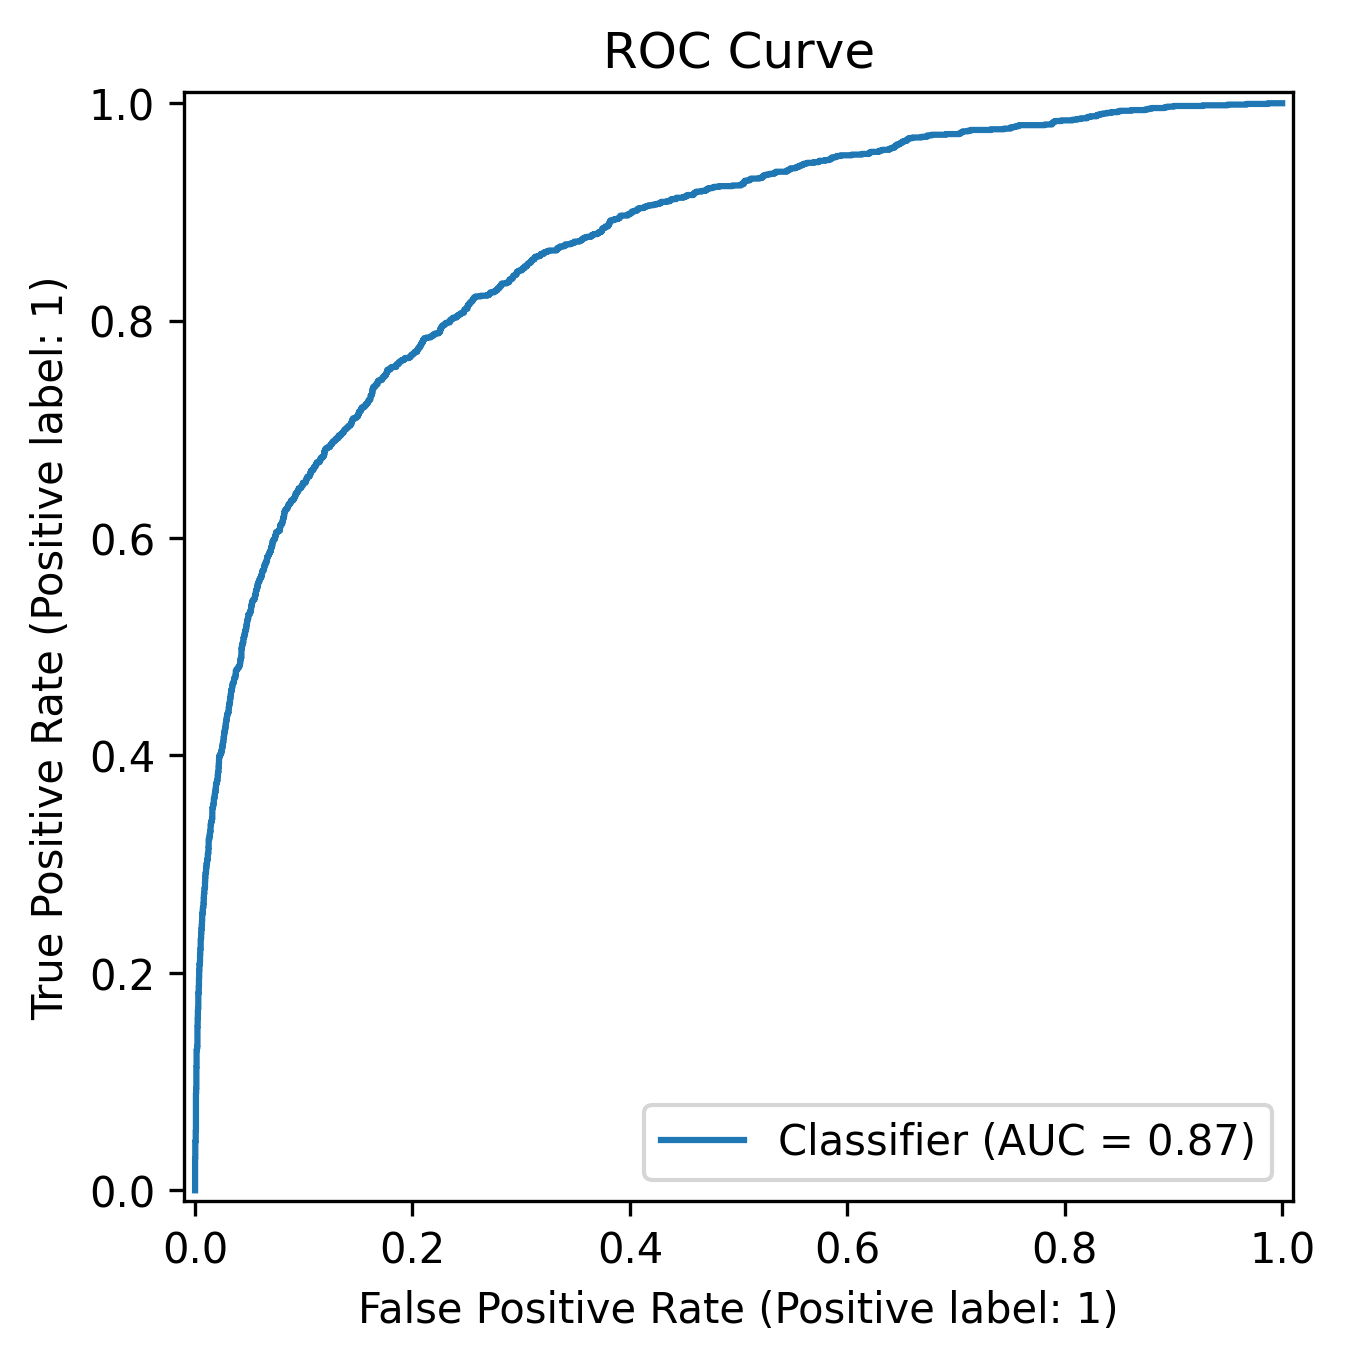 ROC Curve
True Positive Rate (Positive label: 1)
1.0
0.8
0.6
0.4
0.2
0.0
Classifier (AUC = 0.87)
0.0 0.2 0.4 0.6 0.8 1.0
False Positive Rate (Positive label: 1)